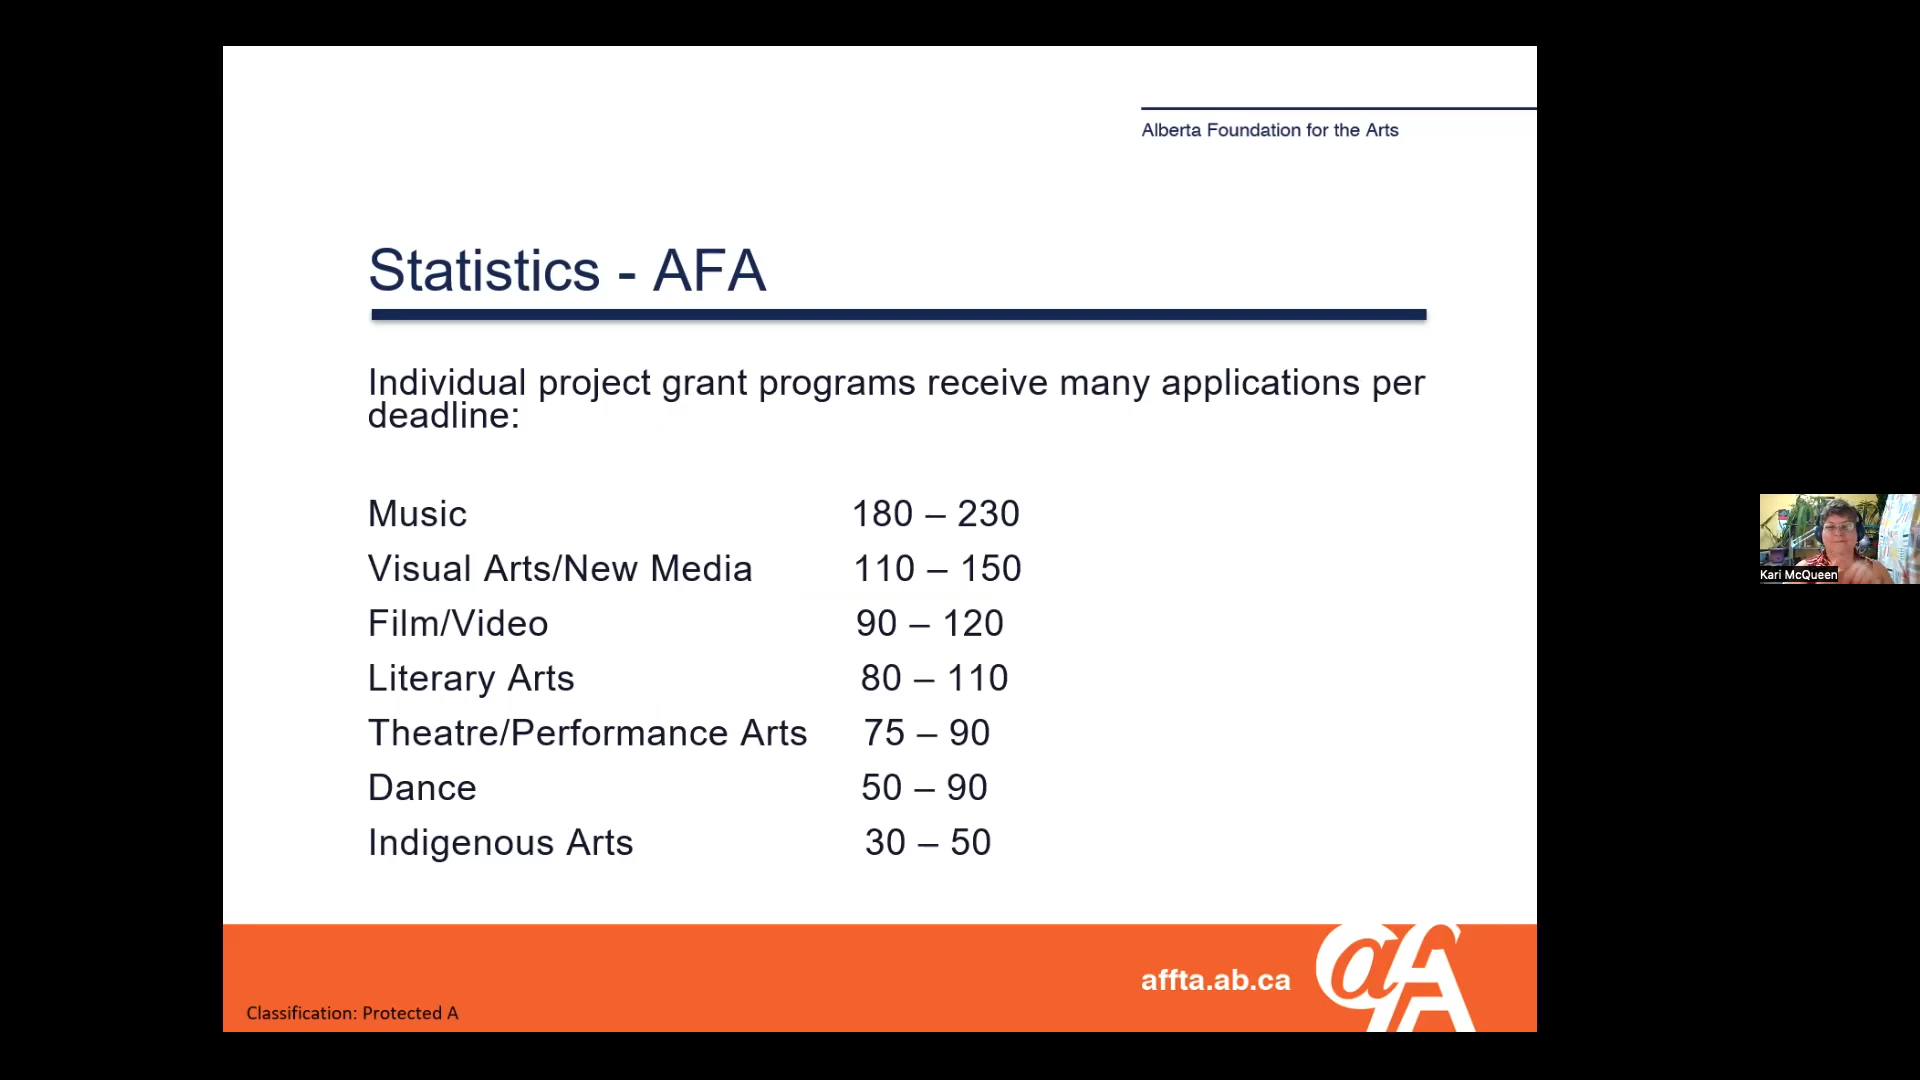 Alberta Foundation for the Arts
Statistics - AFA
Individual project grant programs receive many applications per
deadline:
Music 180 – 230
Visual Arts/New Media 110 – 150
Film/Video 90 – 120
Literary Arts 80 – 110
Theatre/Performance Arts 75 – 90
Dance 50 – 90
Indigenous Arts 30 – 50
Kari McQueen
affta.ab.ca
afA
Classification: Protected A